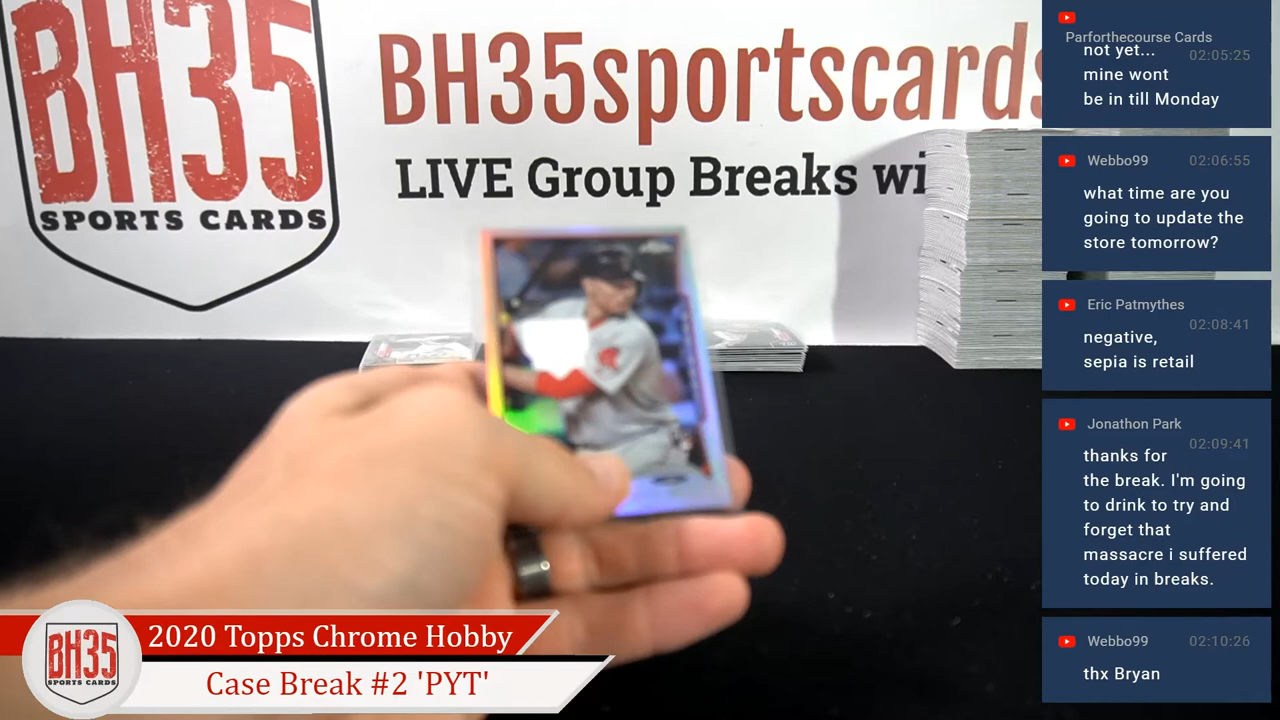 BH35
SPORTS CARDS
BH35sportscards
LIVE Group Breaks wi
Parforthecourse Cards
02:05:25
not yet...
mine wont
be in till Monday
Webbo99
02:06:55
what time are you
going to update the
store tomorrow?
Eric Patmythes
02:08:41
negative,
sepia is retail
Jonathon Park
02:09:41
thanks for
the break. I'm going
to drink to try and
forget that
massacre i suffered
today in breaks.
Webbo99
02:10:26
thx Bryan
BH35
SPORTS CARDS
2020 Topps Chrome Hobby
Case Break #2 'PYT'